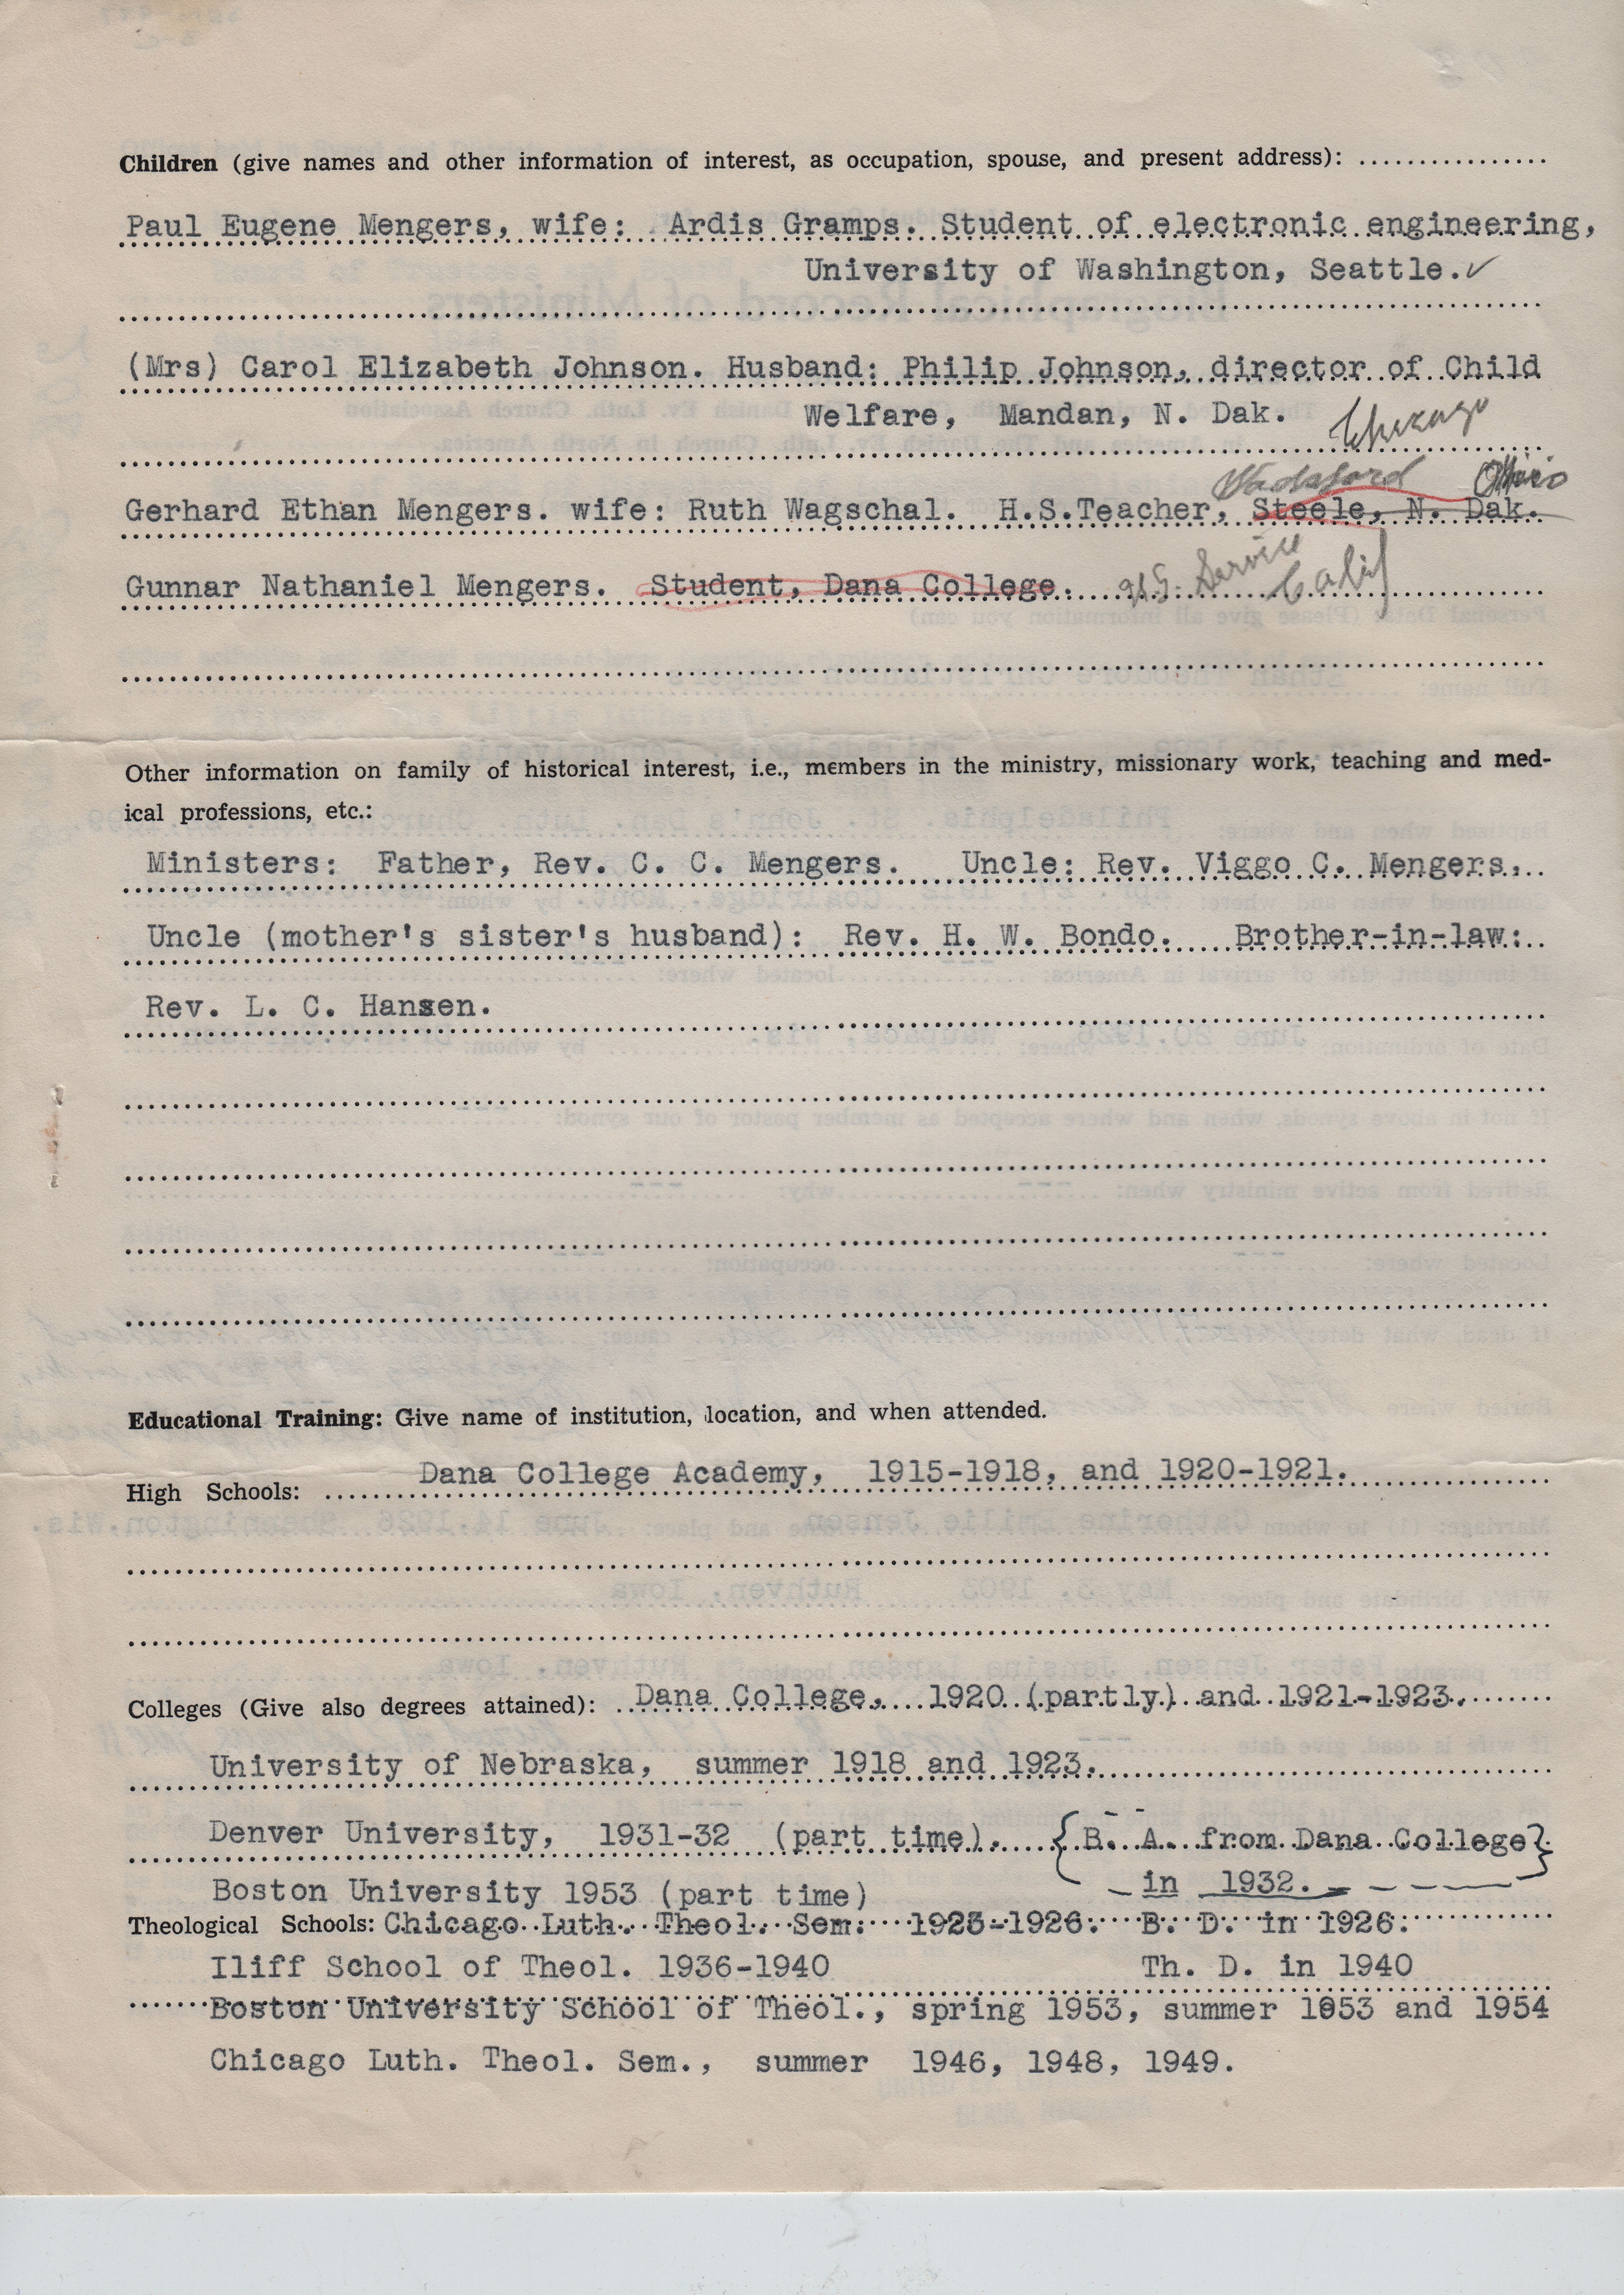 Children (give names and other information of interest, as occupation, spouse, and present address): ................
Paul Eugene Mengers, wife: Ardis Gramps. Student of electronic engineering,
University of Washington, Seattle. ✓
(Mrs) Carol Elizabeth Johnson. Husband: Philip Johnson, director of Child
Welfare, Mandan, N. Dak. Chicago
Ohio
Gerhard Ethan Mengers. wife: Ruth Wagschal. H.S.Teacher, Steele, N. Dak.
Gunnar Nathaniel Mengers. Student, Dana College. U.S. Service Calif
Other information on family of historical interest, i.e., members in the ministry, missionary work, teaching and med-
ical professions, etc.:
Ministers: Father, Rev. C. C. Mengers. Uncle: Rev. Viggo C. Mengers.
Uncle (mother's sister's husband): Rev. H. W. Bondo. Brother-in-law:
Rev. L. C. Hansen.
Educational Training: Give name of institution, location, and when attended.
High Schools: Dana College Academy, 1915-1918, and 1920-1921.
Colleges (Give also degrees attained): Dana College, 1920 (partly) and 1921-1923.
University of Nebraska, summer 1918 and 1923.
Denver University, 1931-32 (part time). {B. A. from Dana College}
Boston University 1953 (part time) in 1932.
Theological Schools: Chicago Luth. Theol. Sem. 1923-1926. B. D. in 1926.
Iliff School of Theol. 1936-1940 Th. D. in 1940
Boston University School of Theol., spring 1953, summer 1953 and 1954
Chicago Luth. Theol. Sem., summer 1946, 1948, 1949.